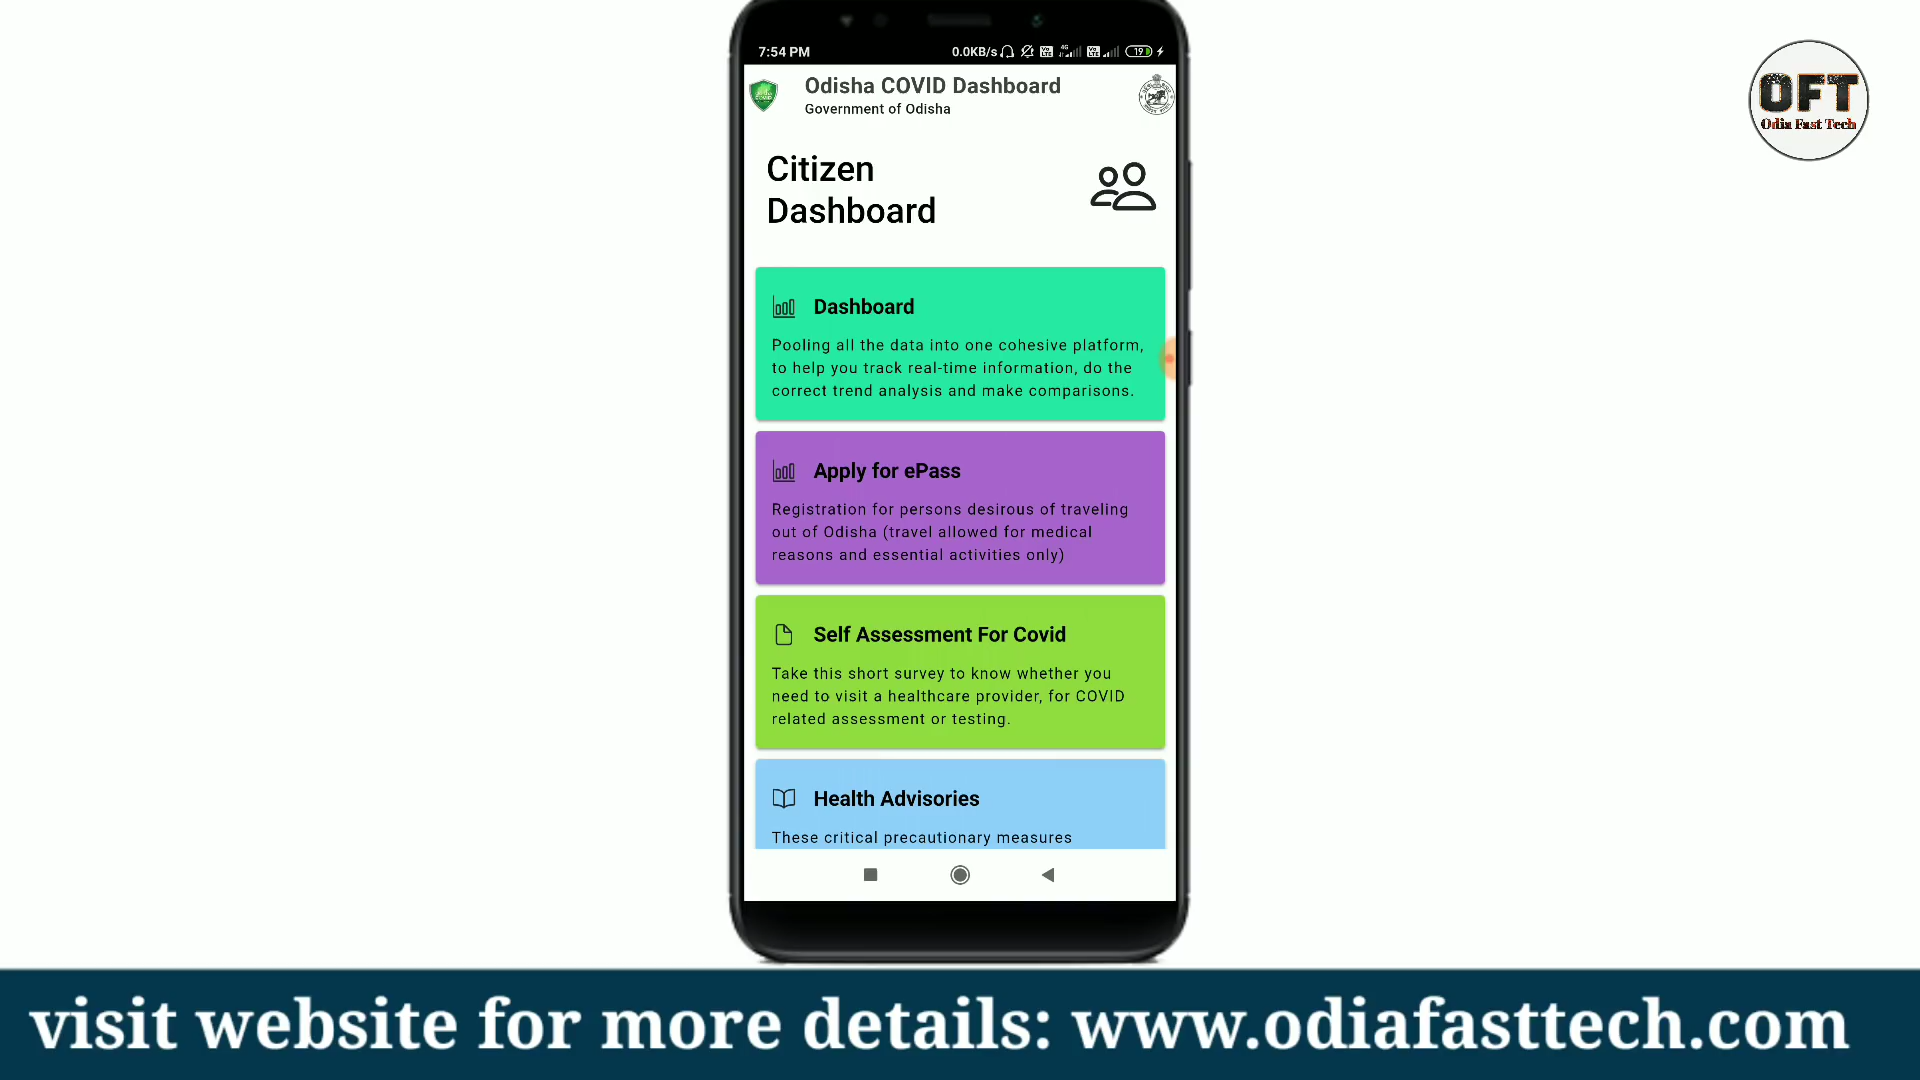 7:54 PM
0.0KB/s
4G
19
Odisha COVID Dashboard
Government of Odisha
OFT
Odia Fast Tech
Citizen
Dashboard
Dashboard
Pooling all the data into one cohesive platform,
to help you track real-time information, do the
correct trend analysis and make comparisons.
Apply for ePass
Registration for persons desirous of traveling
out of Odisha (travel allowed for medical
reasons and essential activities only)
Self Assessment For Covid
Take this short survey to know whether you
need to visit a healthcare provider, for COVID
related assessment or testing.
Health Advisories
These critical precautionary measures
visit website for more details: www.odiafasttech.com